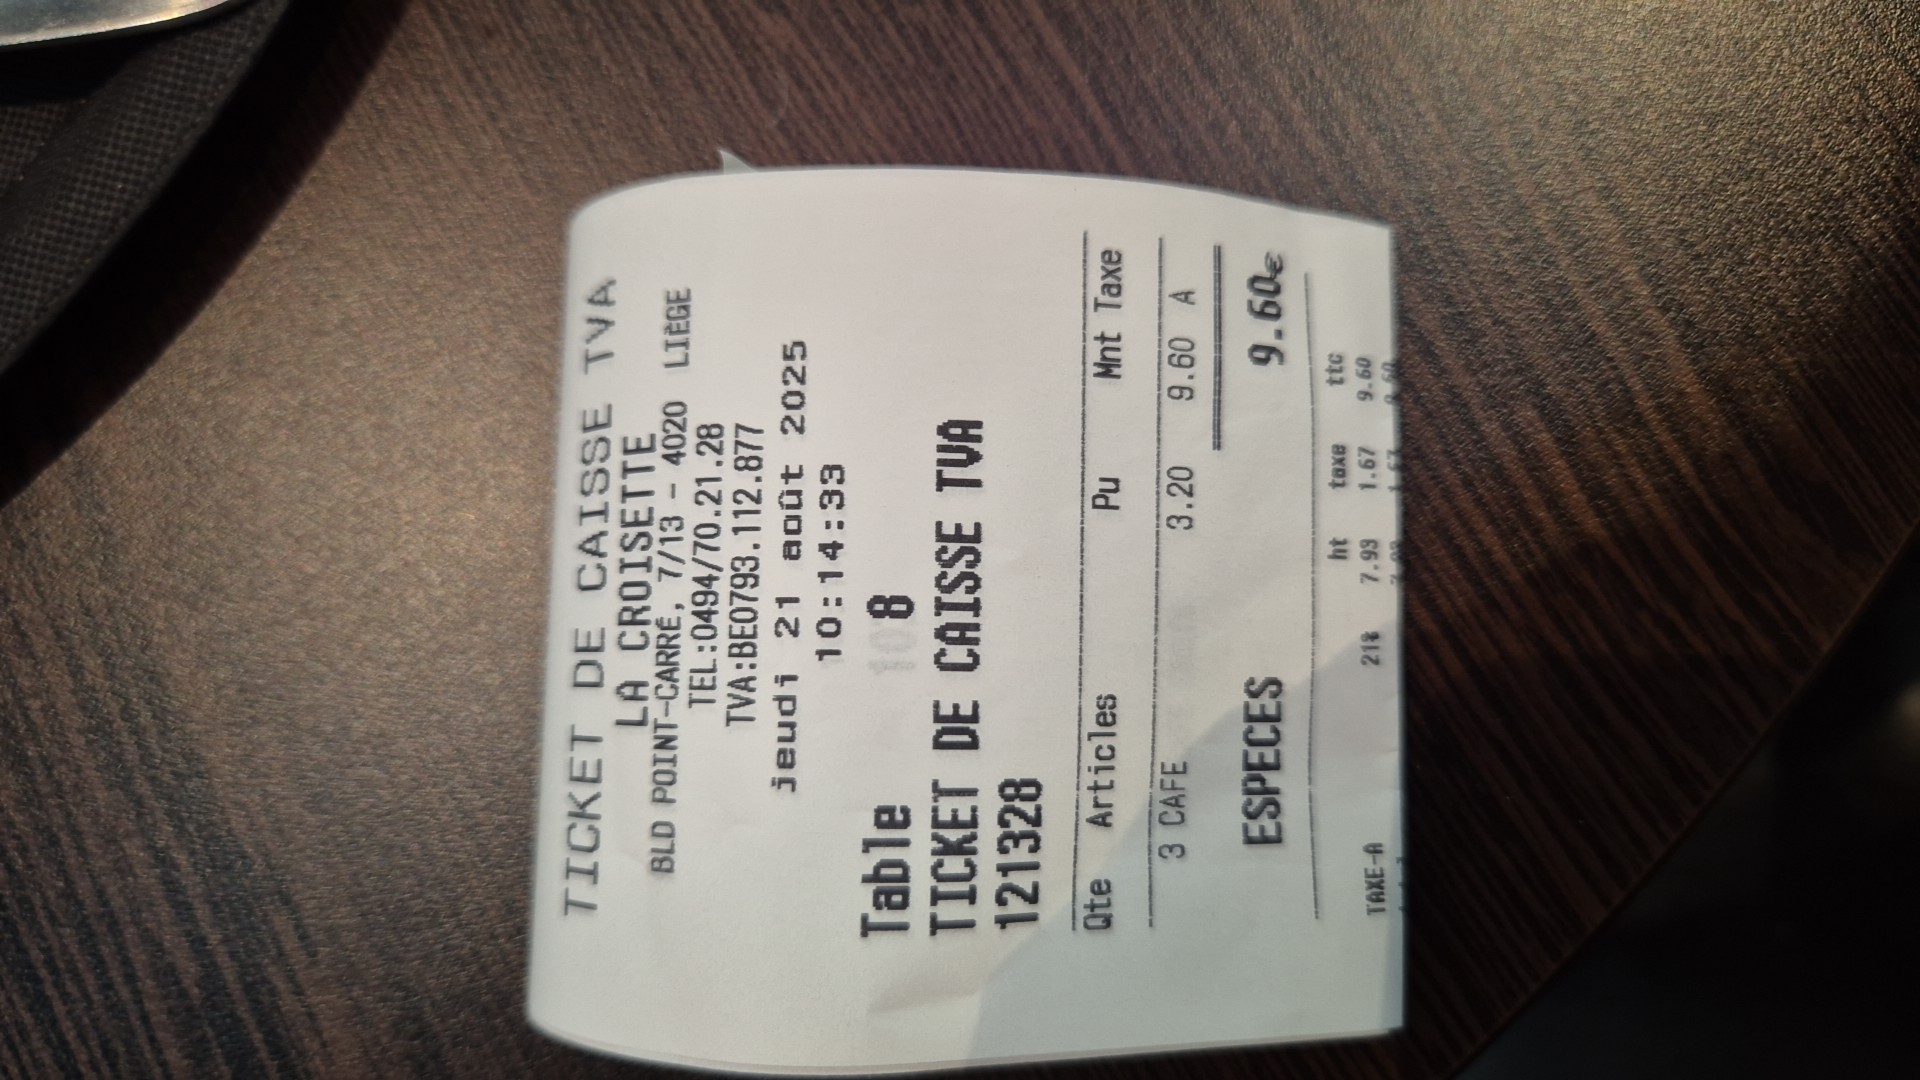 TICKET DE CAISSE TVA
LA CROISETTE
BLD POINT-CARRÉ, 7/13 - 4020 LIÈGE
TEL:0494/70.21.28
TVA:BE0793.112.877
jeudi 21 août 2025
10:14:33
Table 8
TICKET DE CAISSE TVA
121328
Qte Articles Pu Mnt Taxe
3 CAFE 3.20 9.60 A
ESPECES 9.60€
ht taxe ttc
TAXE-A 21% 7.93 1.67 9.60